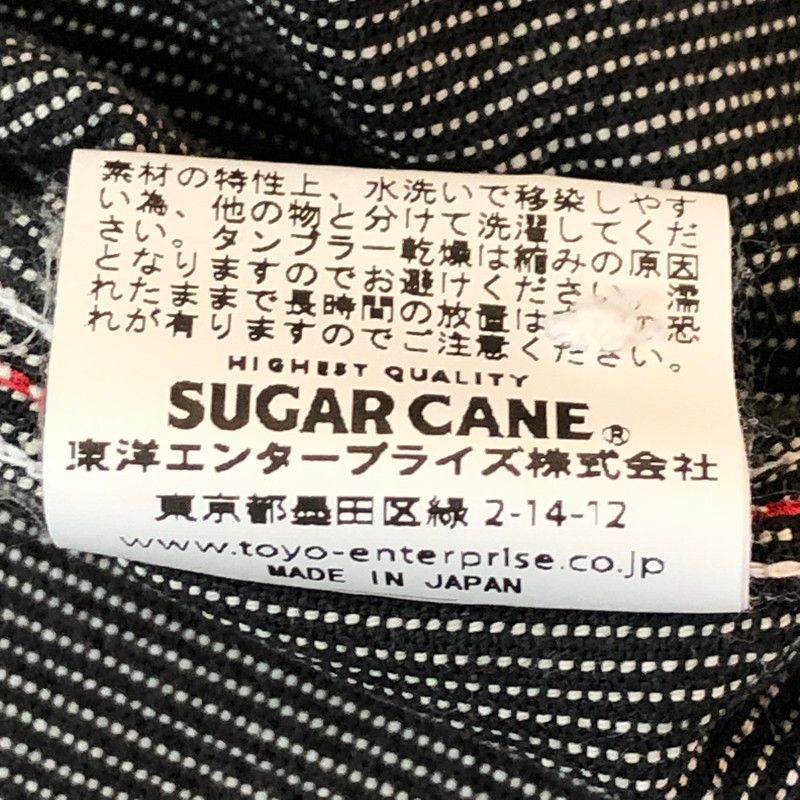 素材の特性上、水洗いで移染しやす
い為、他の物と分けて洗濯してくだ
さい。タンブラー乾燥は縮みの原因
となりますのでお避けください。濡
れたままで長時間の放置は 恐
れが有りますのでご注意ください。
HIGHEST QUALITY
SUGAR CANE®
東洋エンタープライズ株式会社
東京都墨田区緑 2-14-12
www.toyo-enterprise.co.jp
MADE IN JAPAN